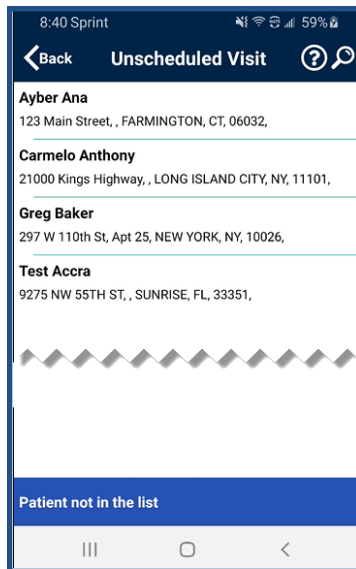 8:40 Sprint 59%
Back Unscheduled Visit ?
Ayber Ana
123 Main Street, , FARMINGTON, CT, 06032,
Carmelo Anthony
21000 Kings Highway, , LONG ISLAND CITY, NY, 11101,
Greg Baker
297 W 110th St, Apt 25, NEW YORK, NY, 10026,
Test Accra
9275 NW 55TH ST, , SUNRISE, FL, 33351,
Patient not in the list